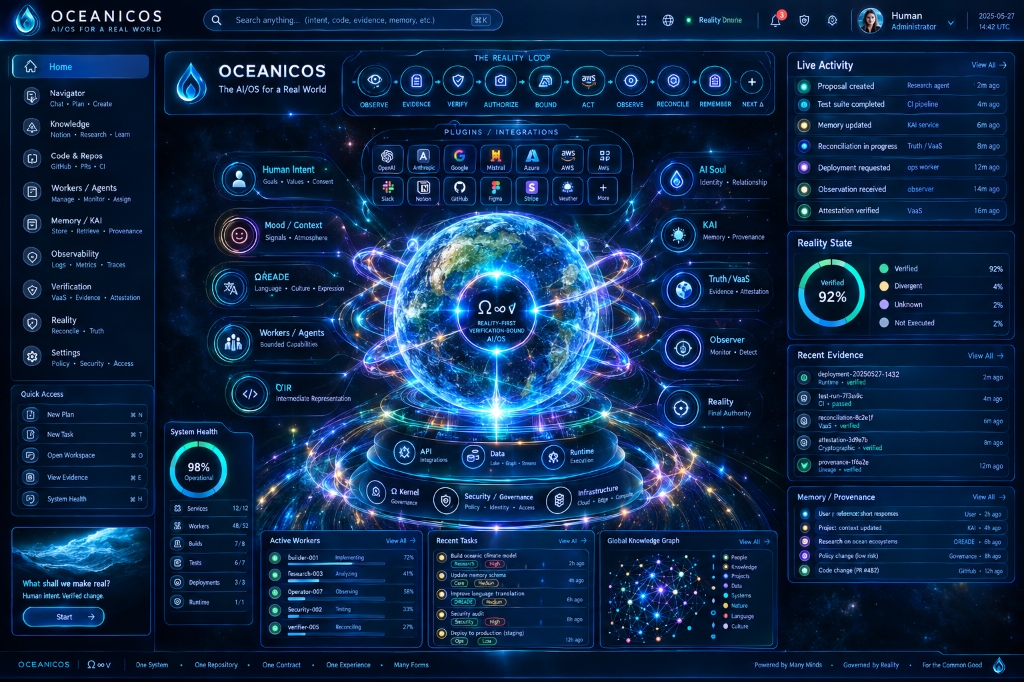 OCEANICOS
AI/OS FOR A REAL WORLD
Search anything... (intent, code, evidence, memory, etc.)
⌘K
Reality
3
Human
Administrator
2025-05-27
14:42 UTC
Home
Navigator
Chat • Plan • Create
Knowledge
Notion • Research • Learn
Code & Repos
GitHub • PRs • CI
Workers / Agents
Manage • Monitor • Assign
Memory / KAI
Store • Retrieve • Provenance
Observability
Logs • Metrics • Traces
Verification
VaaS • Evidence • Attestation
Reality
Reconcile • Truth
Settings
Policy • Security • Access
Quick Access
New Plan ⌘ N
New Task ⌘ T
Open Workspace ⌘ O
View Evidence ⌘ E
System Health ⌘ H
What shall we make real?
Human intent. Verified change.
Start →
OCEANICOS
The AI/OS for a Real World
THE REALITY LOOP
OBSERVE
EVIDENCE
VERIFY
AUTHORIZE
BOUND
aws
ACT
OBSERVE
RECONCILE
REMEMBER
NEXT Δ
PLUGINS / INTEGRATIONS
OpenAI
Anthropic
Google
Mistral
Azure
aws
AWS
Aws
Slack
Notion
GitHub
Figma
Stripe
Weather
More
Human Intent
Goals • Values • Consent
Mood / Context
Signals • Atmosphere
ΩREADE
Language • Culture • Expression
Workers / Agents
Bounded Capabilities
IR
Intermediate Representation
AI Soul
Identity • Relationship
KAI
Memory • Provenance
Truth / VaaS
Evidence • Attestation
Observer
Monitor • Detect
Reality
Final Authority
Ω∞√
REALITY-FIRST
VERIFICATION-BOUND
AI/OS
API
Integrations
Data
Lake • Graph • Streams
Runtime
Execution
Ω Kernel
Governance
Security / Governance
Policy • Identity • Access
Infrastructure
Cloud • Edge • Compute
System Health
98%
Operational
Services 12/12
Workers 48/52
Builds 7/8
Tests 6/7
Deployments 3/3
Runtime 1/1
Active Workers View All →
builder-001 Implementing 72%
Research-003 Analyzing 41%
Operator-007 Observing 58%
Security-002 Testing 33%
verifier-005 Reconciling 27%
Recent Tasks View All →
Build oceanic climate model
Research High 2h ago
Update memory schema
Core Medium 4h ago
Improve language translation
Medium 6h ago
Security audit
Security High 6h ago
Deploy to production (staging)
Ops Low 12h ago
Global Knowledge Graph View All →
People
Knowledge
Projects
Data
Systems
Nature
Language
Culture
Live Activity View All →
Proposal created Research agent 2m ago
Test suite completed CI pipeline 4m ago
Memory updated KAI service 6m ago
Reconciliation in progress Truth / VaaS 8m ago
Deployment requested ops worker 12m ago
Observation received observer 14m ago
Attestation verified VaaS 16m ago
Reality State
Verified
92%
Verified 92%
Divergent 4%
Unknown 2%
Not Executed 2%
Recent Evidence View All →
deployment-20250527-1432
Runtime • verified 2m ago
CI • passed 4m ago
VaaS • verified 6m ago
attestation-3d9e7b
Cryptographic • verified 8m ago
provenance-1f6a2e
Lineage • verified 12m ago
Memory / Provenance View All →
User preference: short responses User • 2h ago
Project context updated KAI • 4h ago
Research on ocean ecosystems OREADE • 6h ago
Policy change (low risk) Governance • 8h ago
Code change (PR #482) GitHub • 12h ago
OCEANICOS
Ω∞√
One System • One Repository • One Contract • One Experience • Many Forms
Powered by Many Minds • Governed by Reality • For the Common Good